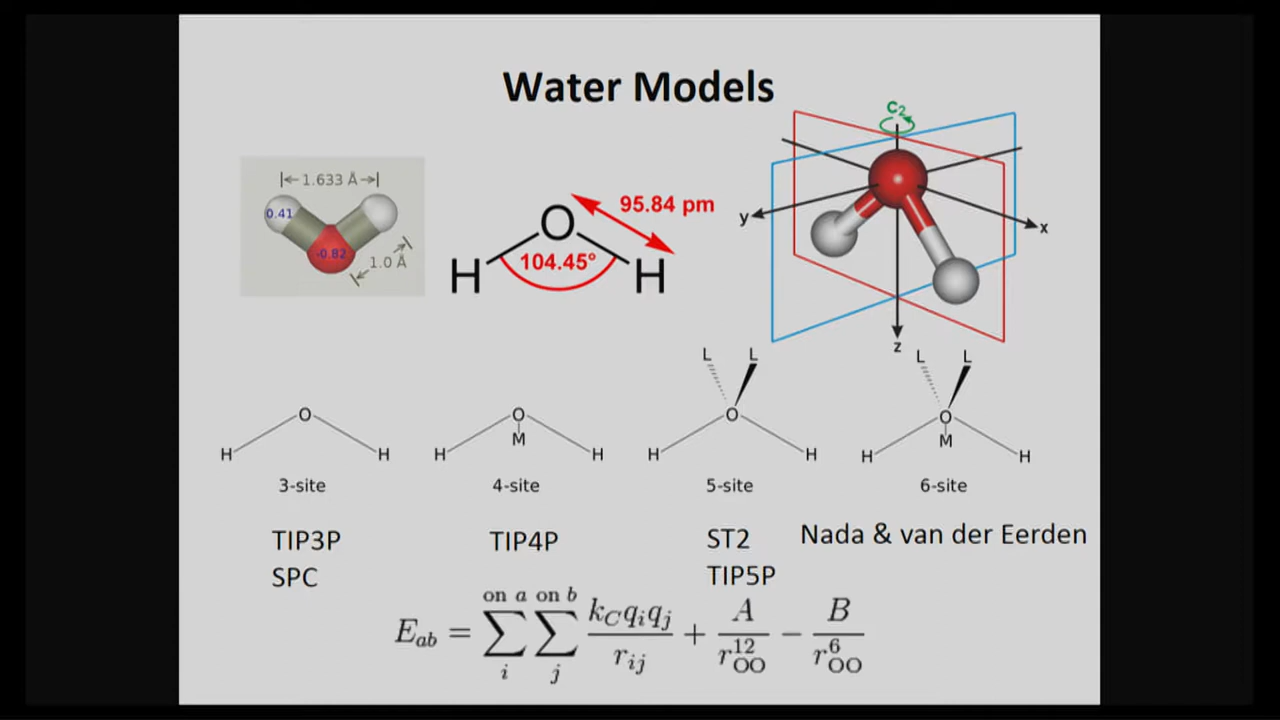 Water Models
|← 1.633 Å →|
0.41
-0.82
1.0 Å
O
H
H
95.84 pm
104.45°
C2
y
x
z
O
H
H
3-site
O
M
H
H
4-site
L
L
O
H
H
5-site
L
L
O
M
H
H
6-site
TIP3P
SPC
TIP4P
ST2
TIP5P
Nada & van der Eerden
E_ab = ∑_i^{on a} ∑_j^{on b} k_C q_i q_j / r_ij + A / r_OO^12 − B / r_OO^6